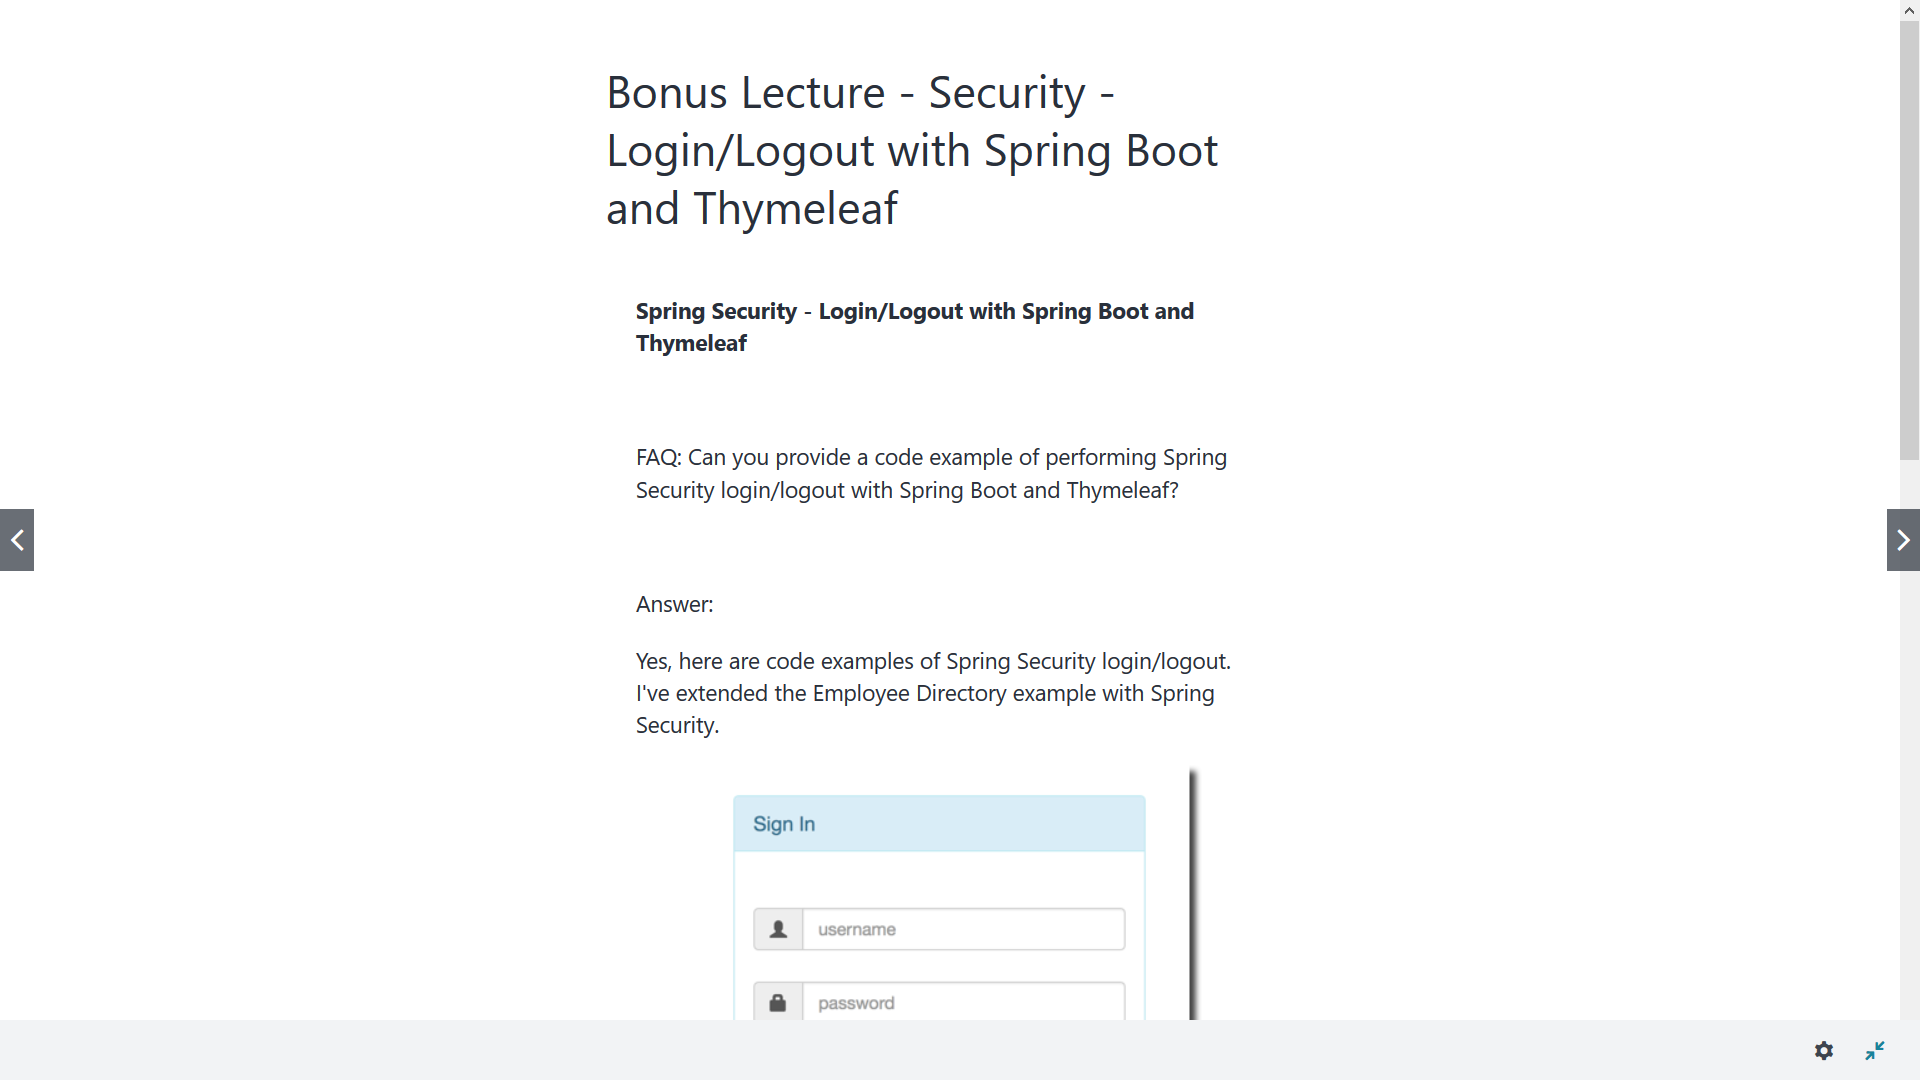 Bonus Lecture - Security -
Login/Logout with Spring Boot
and Thymeleaf
Spring Security - Login/Logout with Spring Boot and
Thymeleaf
FAQ: Can you provide a code example of performing Spring
Security login/logout with Spring Boot and Thymeleaf?
Answer:
Yes, here are code examples of Spring Security login/logout.
I've extended the Employee Directory example with Spring
Security.
Sign In
username
password